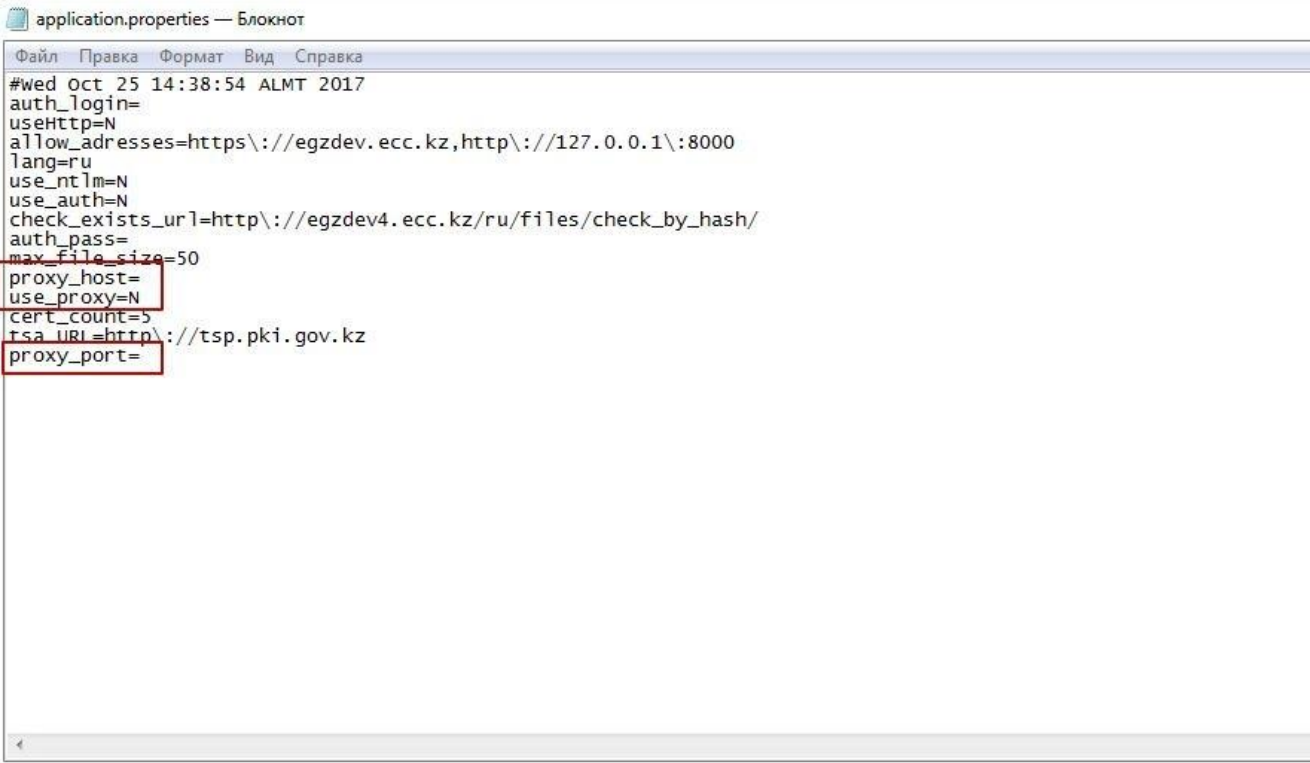 application.properties — Блокнот
Файл Правка Формат Вид Справка
#Wed Oct 25 14:38:54 ALMT 2017
auth_login=
useHttp=N
allow_adresses=https\://egzdev.ecc.kz,http\://127.0.0.1\:8000
lang=ru
use_ntlm=N
use_auth=N
check_exists_url=http\://egzdev4.ecc.kz/ru/files/check_by_hash/
auth_pass=
max_file_size=50
proxy_host=
use_proxy=N
cert_count=5
tsa_URL=http\://tsp.pki.gov.kz
proxy_port=